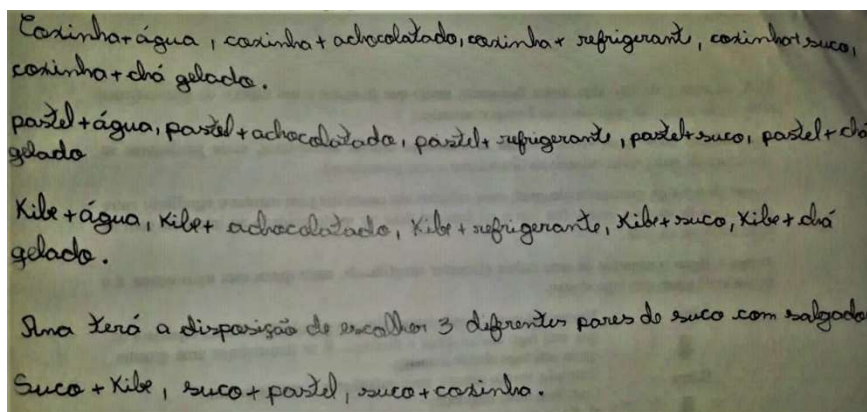 Coxinha+água, coxinha+achocolatado, coxinha+ refrigerant, coxinha+suco,
coxinha+chá gelado.
pastel+água, pastel+achocolatado, pastel+ refrigerante, pastel+suco, pastel+chá
gelado
Kibe+água, Kibe+ achocolatado, Kibe+refrigerante, Kibe+suco, Kibe+chá
gelado.
Ana terá a disposição de escolher 3 diferentes pares de suco com salgado
Suco + Kibe, suco+pastel, suco+coxinha.